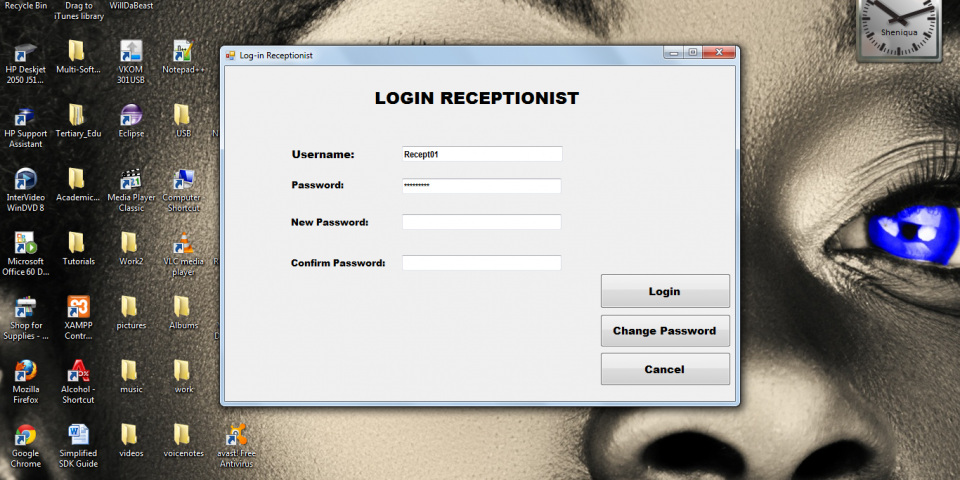 Recycle Bin
Drag to
iTunes library
WillDaBeast
HP Deskjet
2050 J51...
Multi-Soft...
VKOM
301USB
Notepad++
HP Support
Assistant
Tertiary_Edu
Eclipse
USB
InterVideo
WinDVD 8
Academic...
Media Player
Classic
Computer -
Shortcut
Microsoft
Office 60 D...
Tutorials
Work2
VLC media
player
Shop for
Supplies - ...
XAMPP
Contr...
pictures
Albums
Mozilla
Firefox
Alcohol -
Shortcut
music
work
Google
Chrome
Simplified
SDK Guide
videos
voicenotes
avast! Free
Antivirus
Log-in Receptionist
LOGIN RECEPTIONIST
Username: Recept01
Password: *********
New Password:
Confirm Password:
Login
Change Password
Cancel
Sheniqua